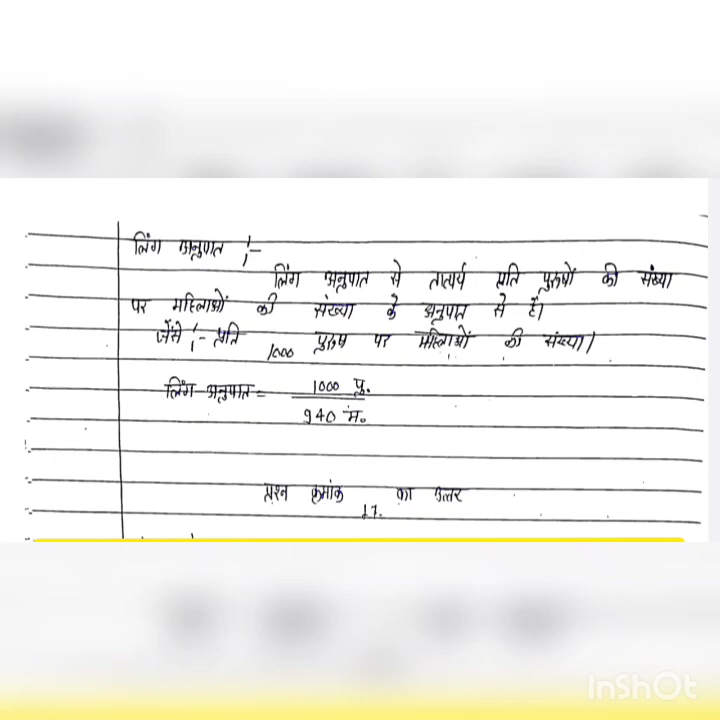 लिंग अनुपात :-
लिंग अनुपात से तात्पर्य प्रति पुरुषों की संख्या
पर महिलाओं की संख्या के अनुपात से है।
जैसे :- प्रति 1000 पुरुष पर महिलाओं की संख्या।
लिंग अनुपात = 1000 पु.
940 म.
प्रश्न क्रमांक 17. का उत्तर
InShOt